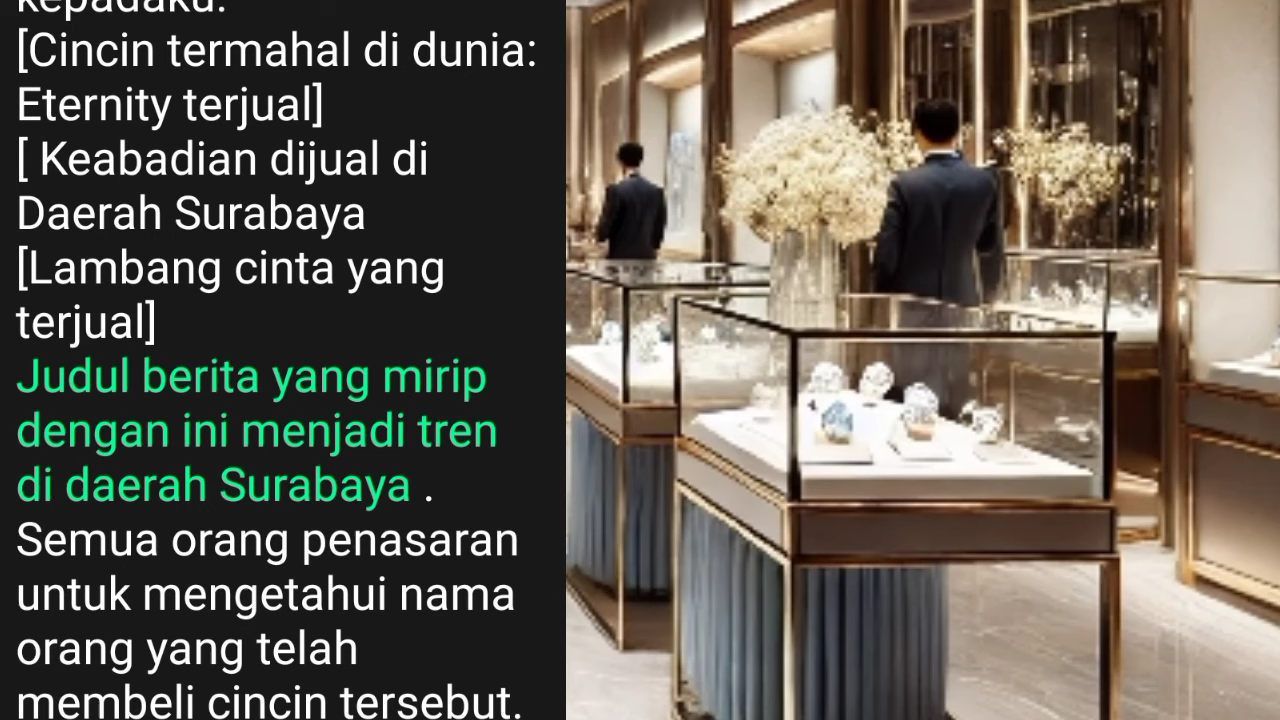 kepadaku.
[Cincin termahal di dunia:
Eternity terjual]
[ Keabadian dijual di
Daerah Surabaya
[Lambang cinta yang
terjual]
Judul berita yang mirip
dengan ini menjadi tren
di daerah Surabaya .
Semua orang penasaran
untuk mengetahui nama
orang yang telah
membeli cincin tersebut.